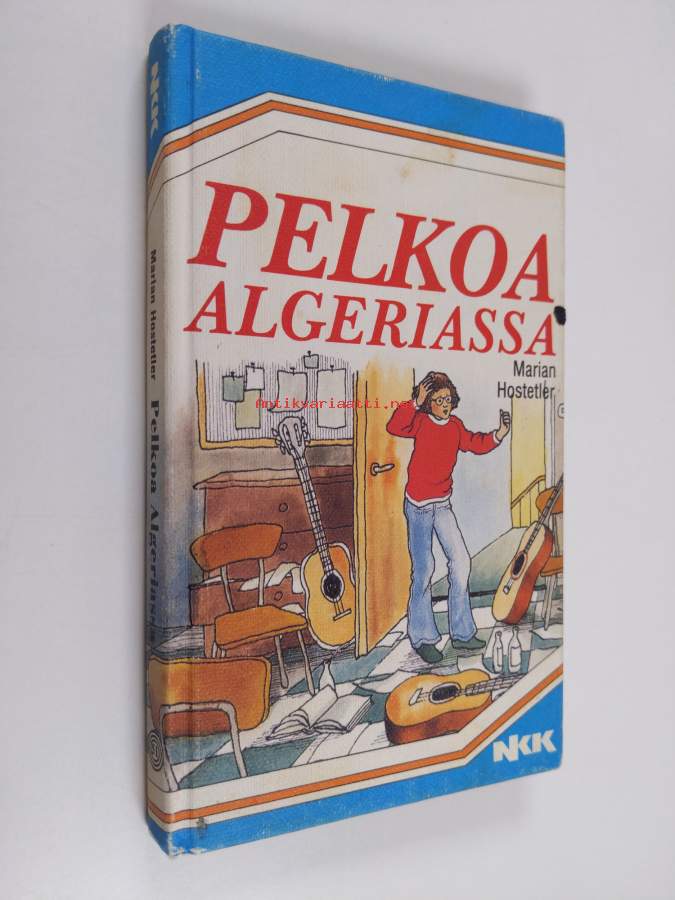 PELKOA
ALGERIASSA
Marian
Hostetler
NKK
NKK
Marian Hostetler
Pelkoa Algeriassa
antikvariaatti.net